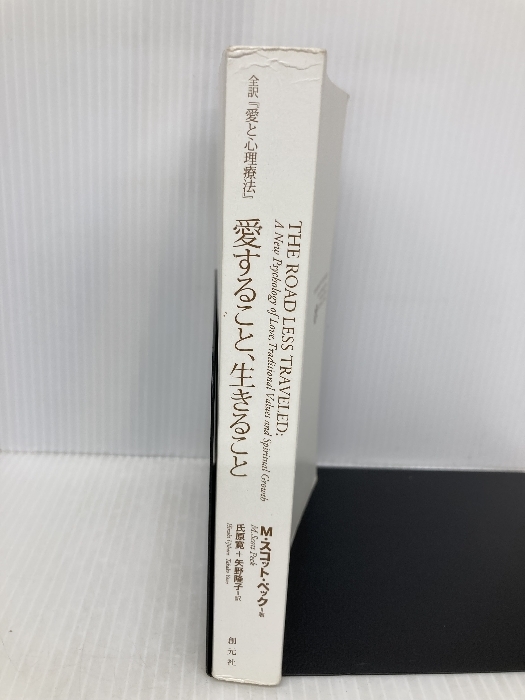 全訳『愛と心理療法』
THE ROAD LESS TRAVELED:
A New Psychology of Love, Traditional Values and Spiritual Growth
愛すること、生きること
M・スコット・ペック 著
M. Scott Peck
氏原寛＋矢野隆子 訳
創元社